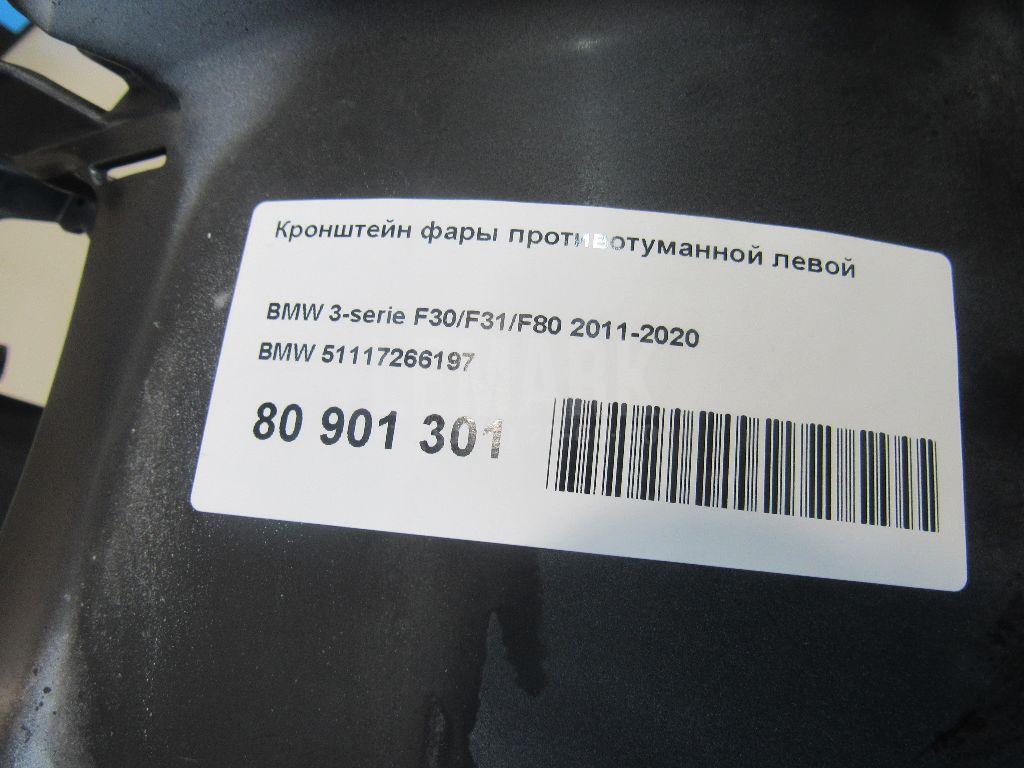 Кронштейн фары противотуманной левой
BMW 3-serie F30/F31/F80 2011-2020
BMW 51117266197
80 901 301